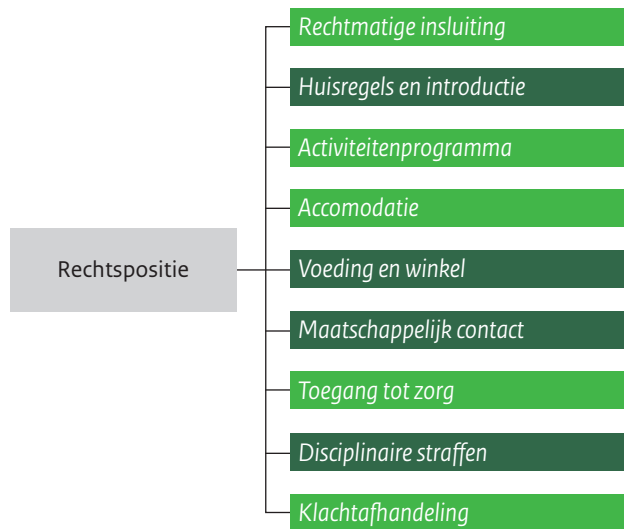 Rechtmatige insluiting
Huisregels en introductie
Activiteitenprogramma
Accomodatie
Rechtspositie
Voeding en winkel
Maatschappelijk contact
Toegang tot zorg
Disciplinaire straffen
Klachtafhandeling